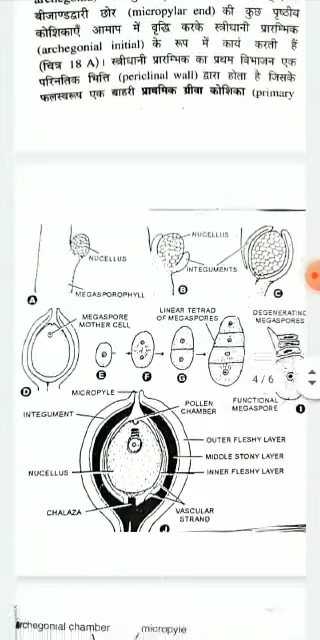 बीजाण्डद्वारी छोर (micropylar end) की कुछ पृष्ठीय
कोशिकाएँ आमाप में वृद्धि करके स्त्रीधानी प्रारम्भिक
(archegonial initial) के रूप में कार्य करती हैं
(चित्र 18 A)। स्त्रीधानी प्रारम्भिक का प्रथम विभाजन एक
परिनतिक भित्ति (periclinal wall) द्वारा होता है जिसके
फलस्वरूप एक बाहरी प्राथमिक ग्रीवा कोशिका (primary
NUCELLUS
NUCELLUS
INTEGUMENTS
MEGASPOROPHYLL
A
B
C
MEGASPORE
MOTHER CELL
LINEAR TETRAD
OF MEGASPORES
DEGENERATING
MEGASPORES
D
E
F
G
4 / 6
FUNCTIONAL
MEGASPORE
I
MICROPYLE
POLLEN
CHAMBER
INTEGUMENT
OUTER FLESHY LAYER
MIDDLE STONY LAYER
NUCELLUS
INNER FLESHY LAYER
CHALAZA
VASCULAR
STRAND
J
archegonial chamber
micropyle